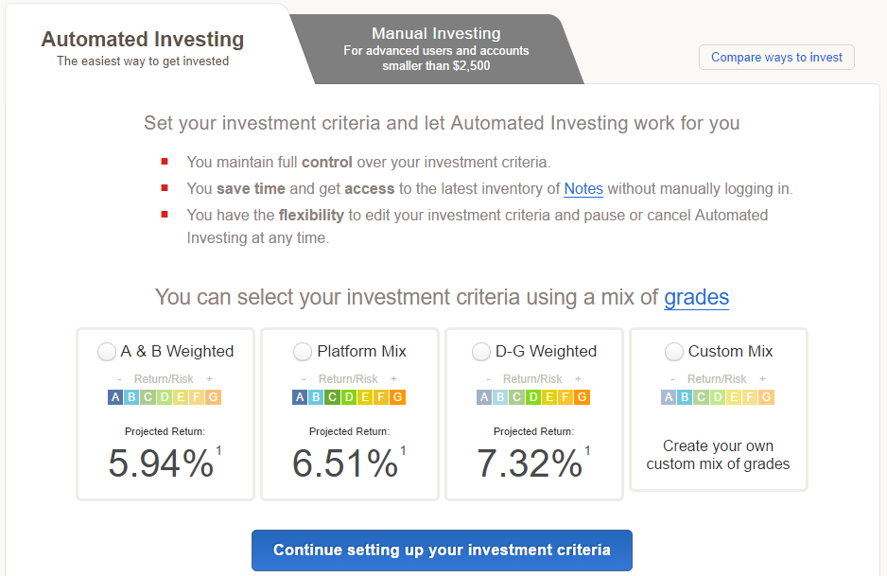 Automated Investing
The easiest way to get invested
Manual Investing
For advanced users and accounts
smaller than $2,500
Compare ways to invest
Set your investment criteria and let Automated Investing work for you
You maintain full control over your investment criteria.
You save time and get access to the latest inventory of Notes without manually logging in.
You have the flexibility to edit your investment criteria and pause or cancel Automated
Investing at any time.
You can select your investment criteria using a mix of grades
A & B Weighted
- Return/Risk +
A B C D E F G
Projected Return:
5.94%1
Platform Mix
- Return/Risk +
A B C D E F G
Projected Return:
6.51%1
D-G Weighted
- Return/Risk +
A B C D E F G
Projected Return:
7.32%1
Custom Mix
- Return/Risk +
A B C D E F G
Create your own
custom mix of grades
Continue setting up your investment criteria